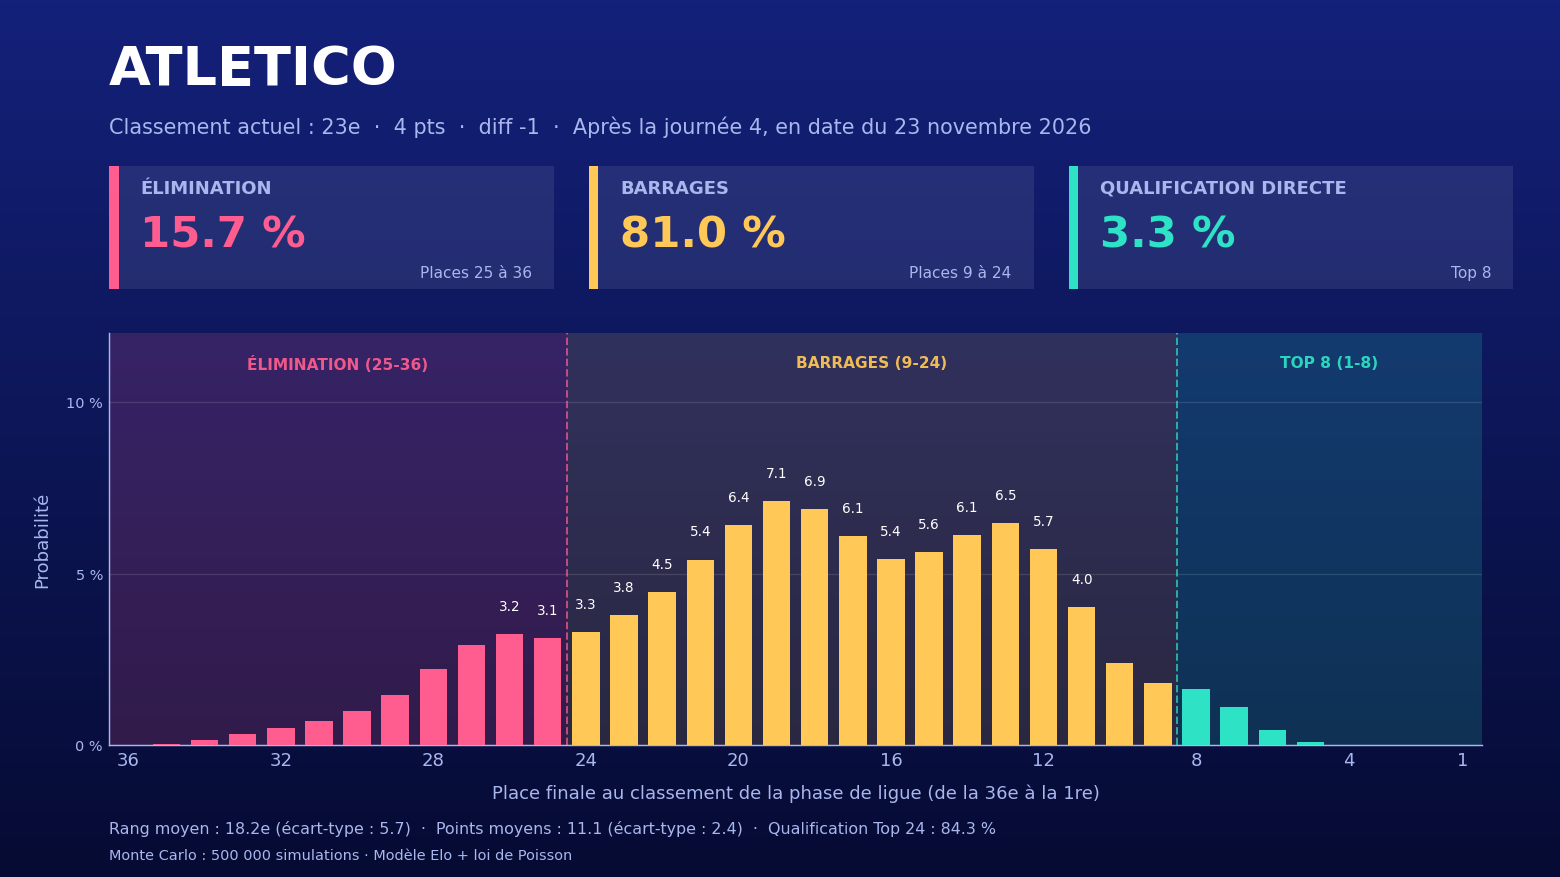 ATLETICO
Classement actuel : 23e · 4 pts · diff -1 · Après la journée 4, en date du 23 novembre 2026
ÉLIMINATION
15.7 %
Places 25 à 36
BARRAGES
81.0 %
Places 9 à 24
QUALIFICATION DIRECTE
3.3 %
Top 8
ÉLIMINATION (25-36)
BARRAGES (9-24)
TOP 8 (1-8)
Probabilité
10 %
5 %
0 %
3.2
3.1
3.3
3.8
4.5
5.4
6.4
7.1
6.9
6.1
5.4
5.6
6.1
6.5
5.7
4.0
36 32 28 24 20 16 12 8 4 1
Place finale au classement de la phase de ligue (de la 36e à la 1re)
Rang moyen : 18.2e (écart-type : 5.7) · Points moyens : 11.1 (écart-type : 2.4) · Qualification Top 24 : 84.3 %
Monte Carlo : 500 000 simulations · Modèle Elo + loi de Poisson